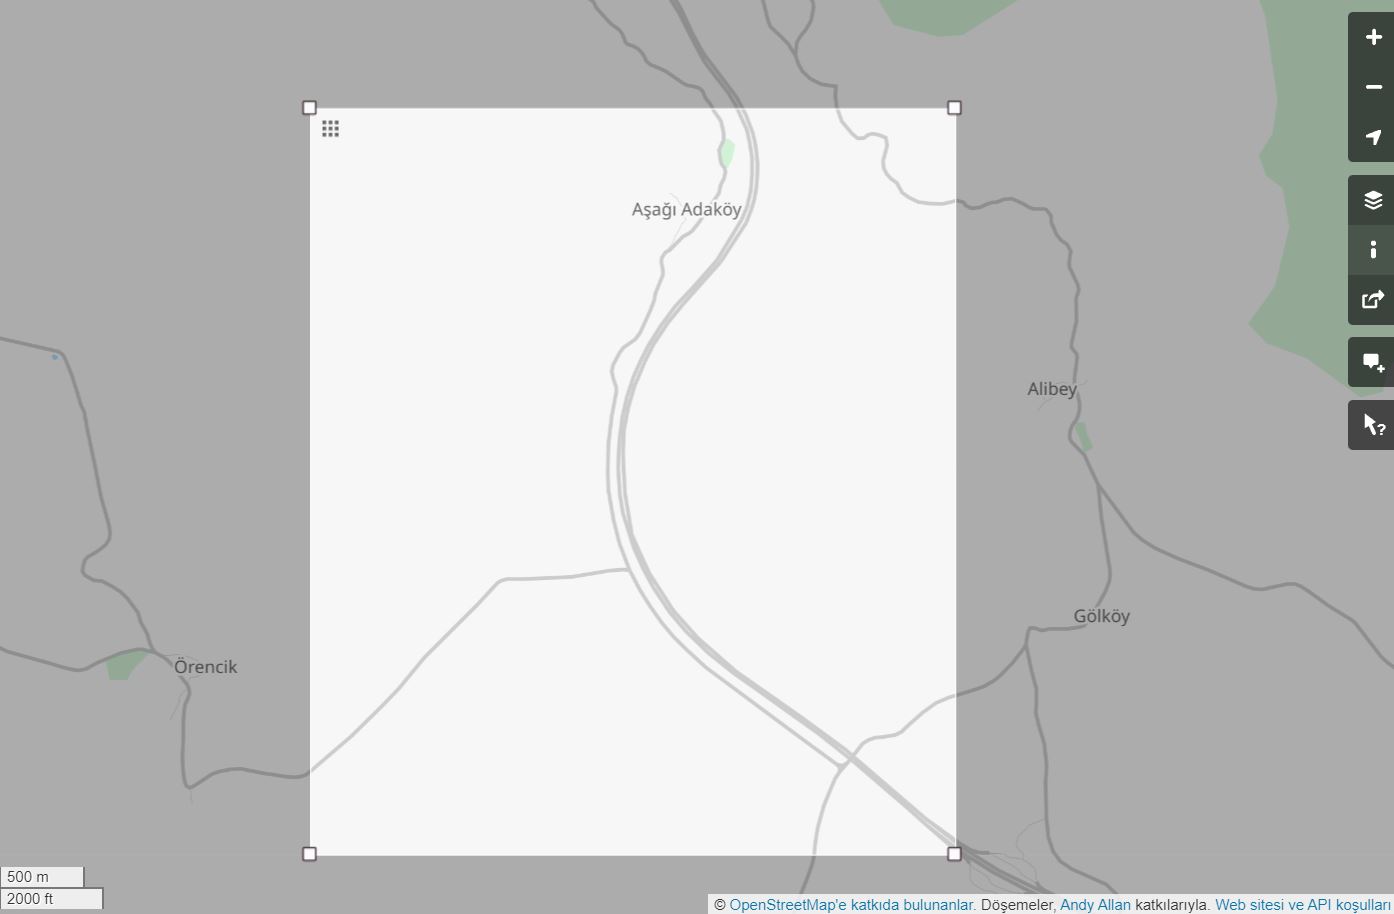 Aşağı Adaköy
Alibey
Gölköy
Örencik
500 m
2000 ft
© OpenStreetMap'e katkıda bulunanlar. Döşemeler, Andy Allan katkılarıyla. Web sitesi ve API koşulları